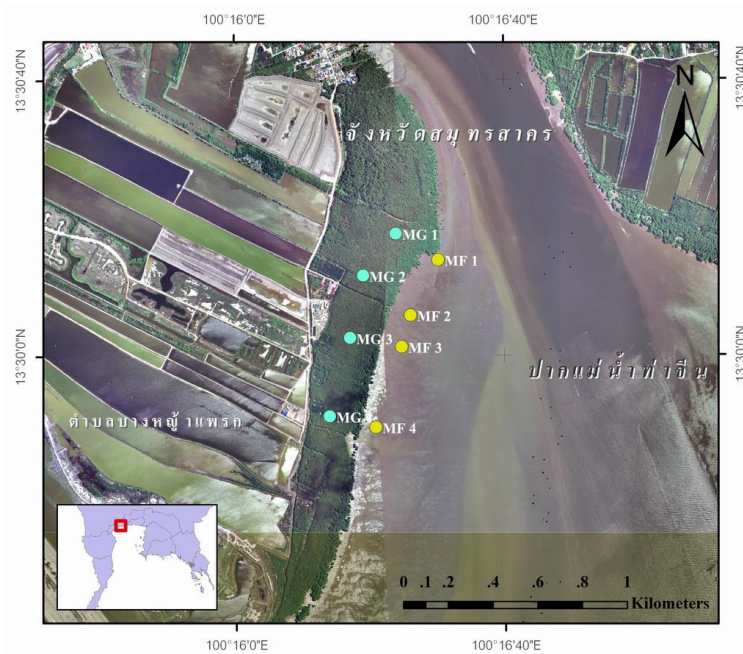 100°16'0"E 100°16'40"E
13°30'40"N 13°30'40"N
N
จังหวัดสมุทรสาคร
MG 1
MF 1
MG 2
MF 2
MG 3
MF 3
13°30'0"N 13°30'0"N
ปากแม่น้ำท่าจีน
MG
ตำบลบางหญ้าแพรก
MF 4
0 .1 .2 .4 .6 .8 1
Kilometers
100°16'0"E 100°16'40"E